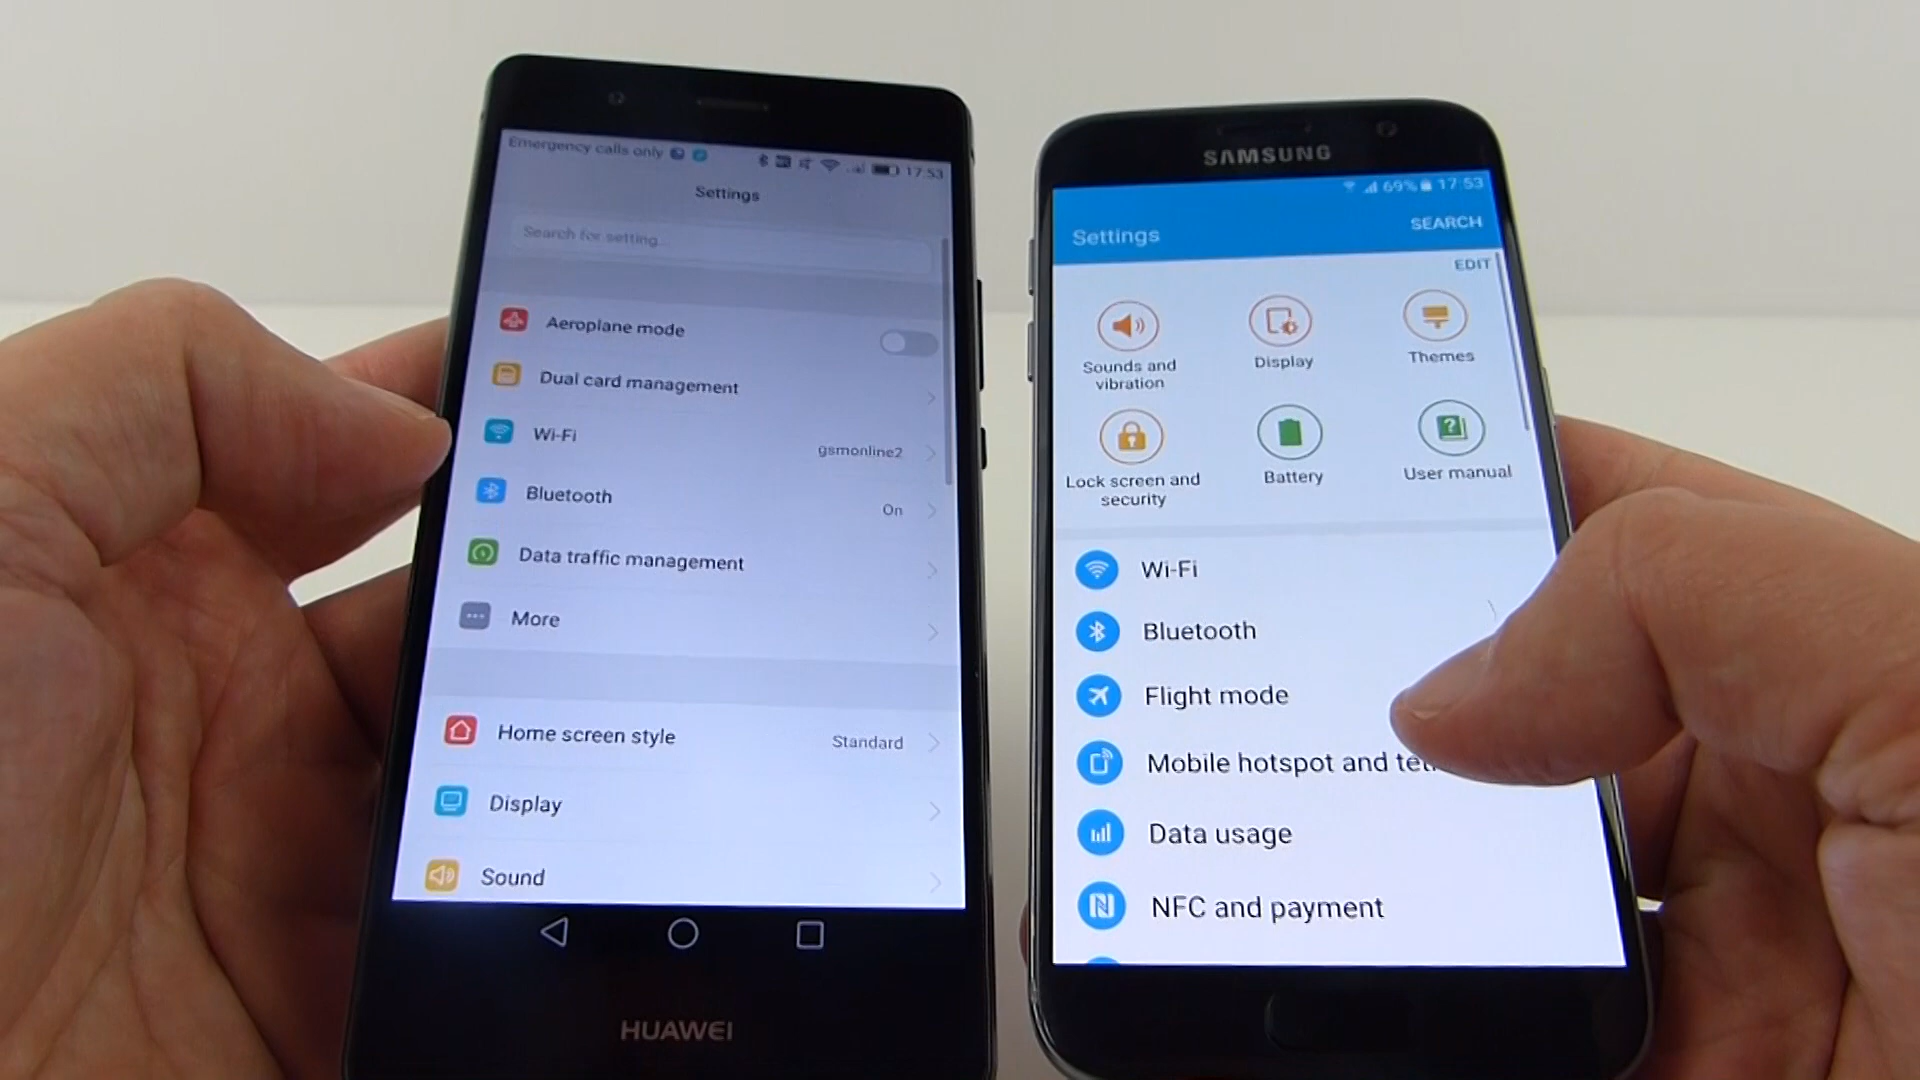 Emergency calls only
17:53
Settings
Search for setting...
Aeroplane mode
Dual card management
Wi-Fi
gsmonline2
Bluetooth
On
Data traffic management
More
Home screen style
Standard
Display
Sound
HUAWEI
SAMSUNG
69% 17:53
Settings
SEARCH
EDIT
Sounds and
vibration
Display
Themes
Lock screen and
security
Battery
User manual
Wi-Fi
Bluetooth
Flight mode
Mobile hotspot and
Data usage
NFC and payment